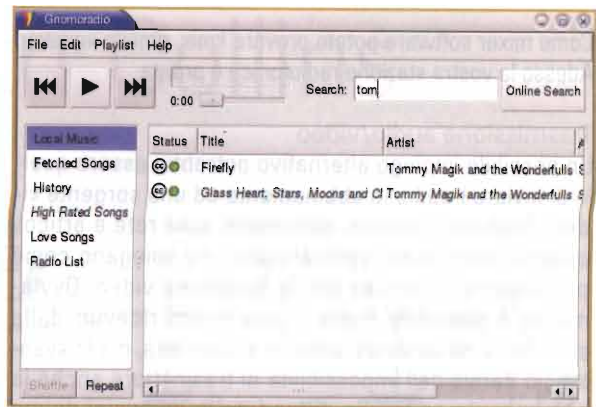 Gnomoradio
File Edit Playlist Help
0:00
Search: tom
Online Search
Local Music
Fetched Songs
History
High Rated Songs
Love Songs
Radio List
Status Title Artist
cc Firefly Tommy Magik and the Wonderfulls S
cc Glass Heart, Stars, Moons and Cl Tommy Magik and the Wonderfulls S
Shuffle Repeat